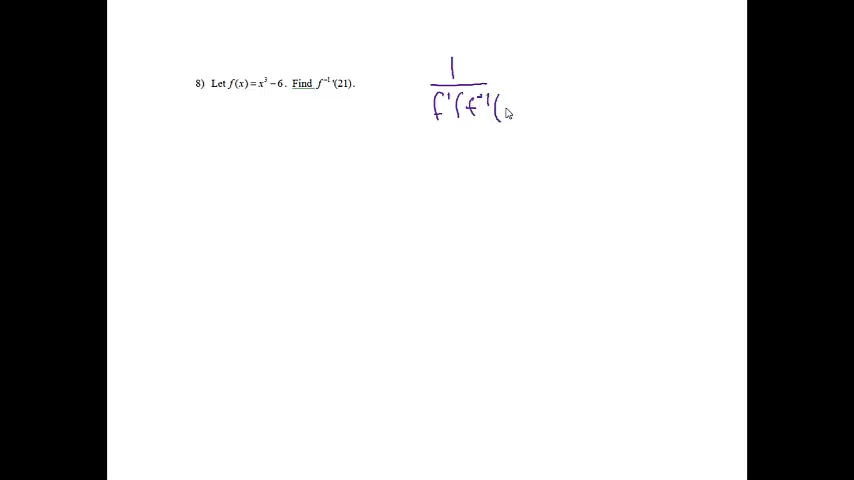 8) Let f(x) = x³ − 6. Find f⁻¹'(21).
1
f'(f⁻¹(